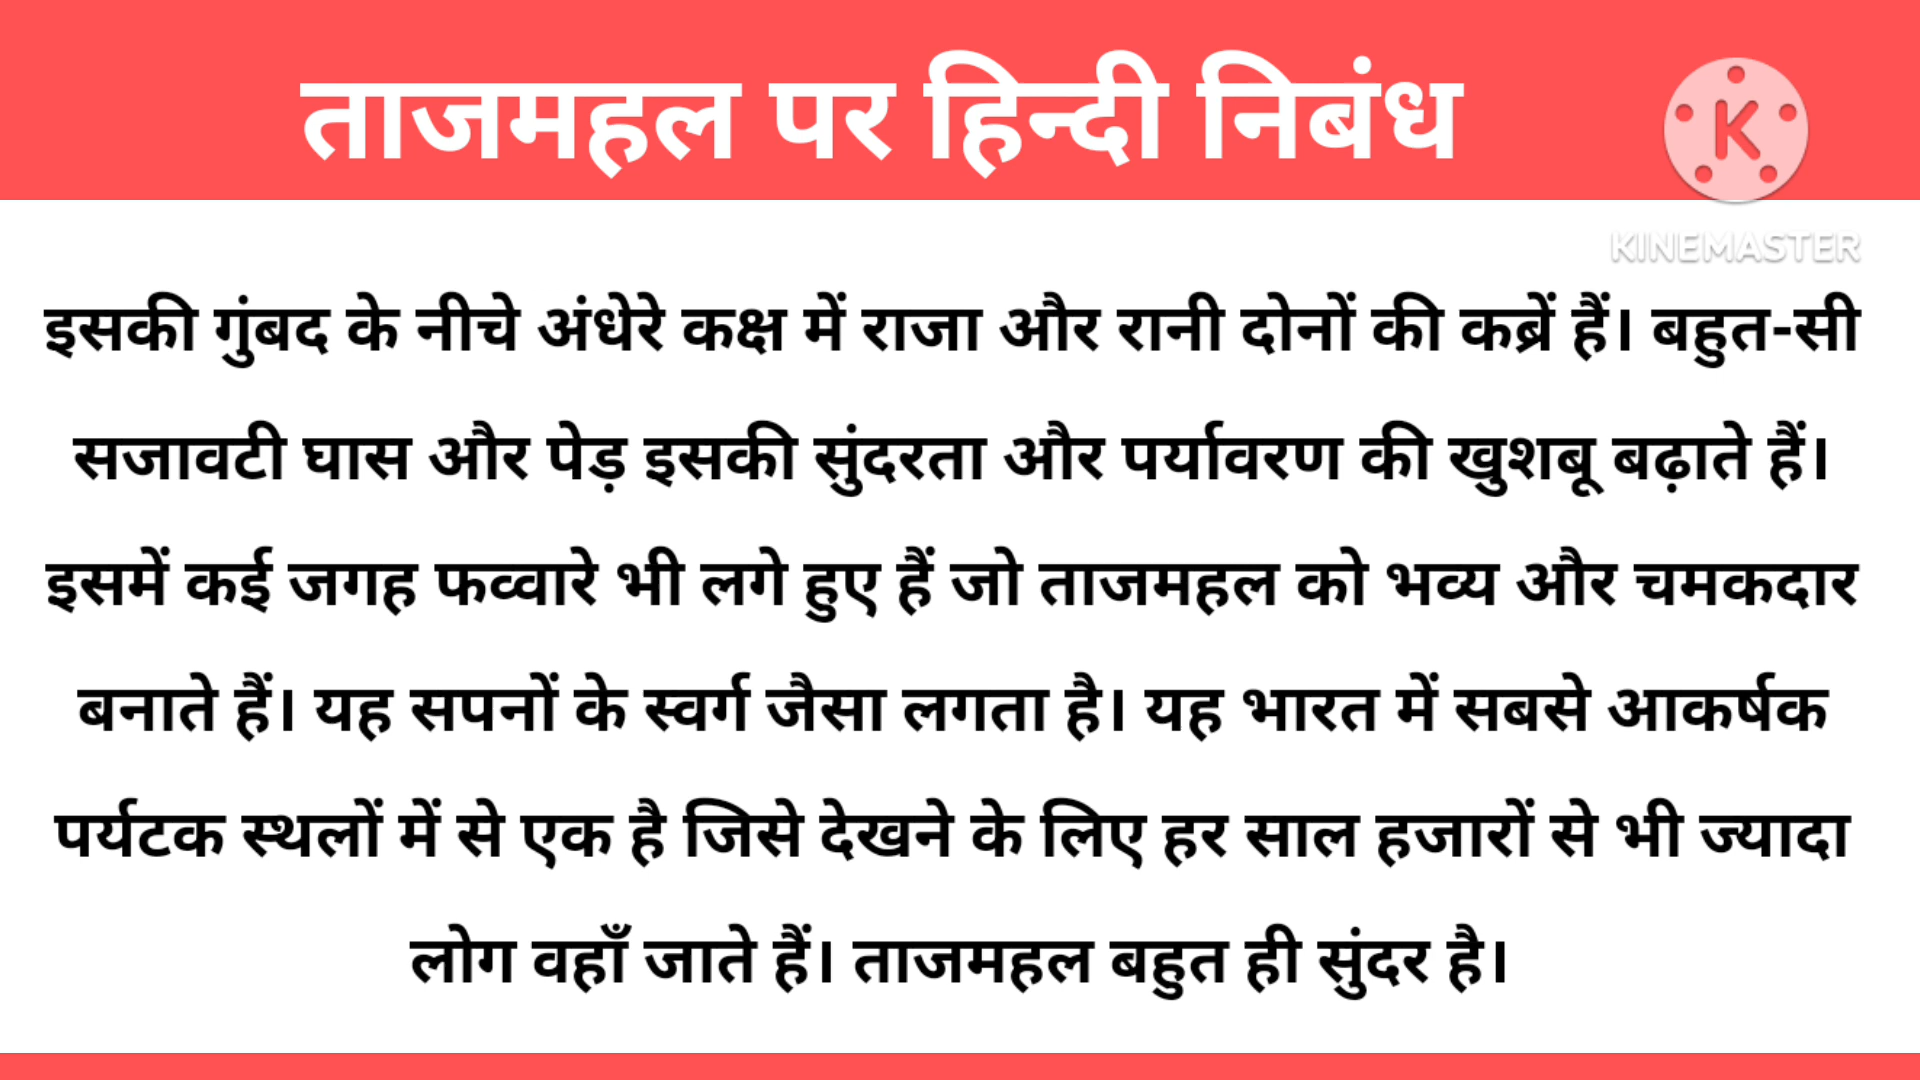 ताजमहल पर हिन्दी निबंध
K
KINEMASTER
इसकी गुंबद के नीचे अंधेरे कक्ष में राजा और रानी दोनों की कब्रें हैं। बहुत-सी
सजावटी घास और पेड़ इसकी सुंदरता और पर्यावरण की खुशबू बढ़ाते हैं।
इसमें कई जगह फव्वारे भी लगे हुए हैं जो ताजमहल को भव्य और चमकदार
बनाते हैं। यह सपनों के स्वर्ग जैसा लगता है। यह भारत में सबसे आकर्षक
पर्यटक स्थलों में से एक है जिसे देखने के लिए हर साल हजारों से भी ज्यादा
लोग वहाँ जाते हैं। ताजमहल बहुत ही सुंदर है।